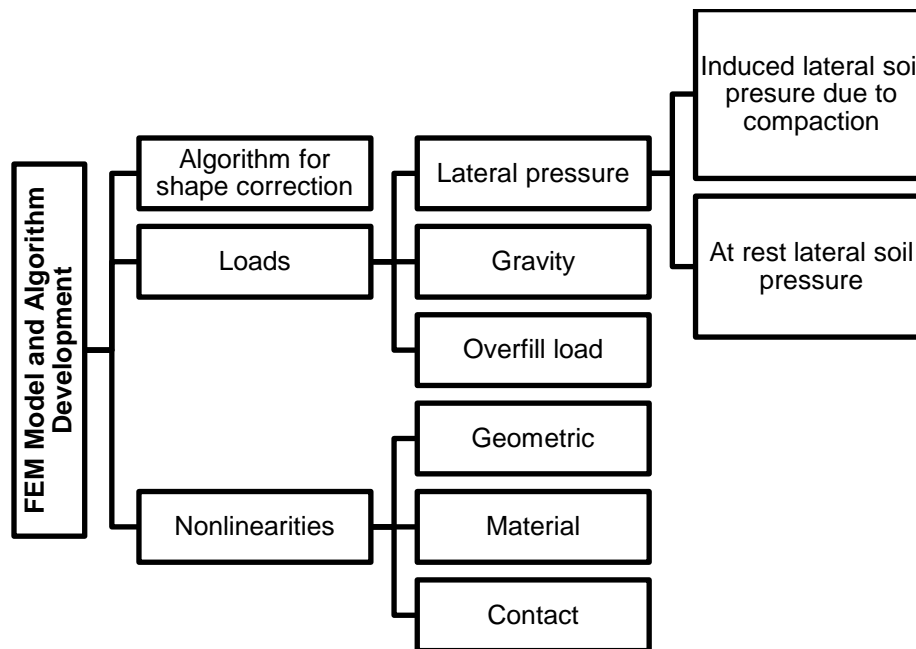 FEM Model and Algorithm
Development
Algorithm for
shape correction
Loads
Nonlinearities
Lateral pressure
Gravity
Overfill load
Geometric
Material
Contact
Induced lateral soi
presure due to
compaction
At rest lateral soil
pressure